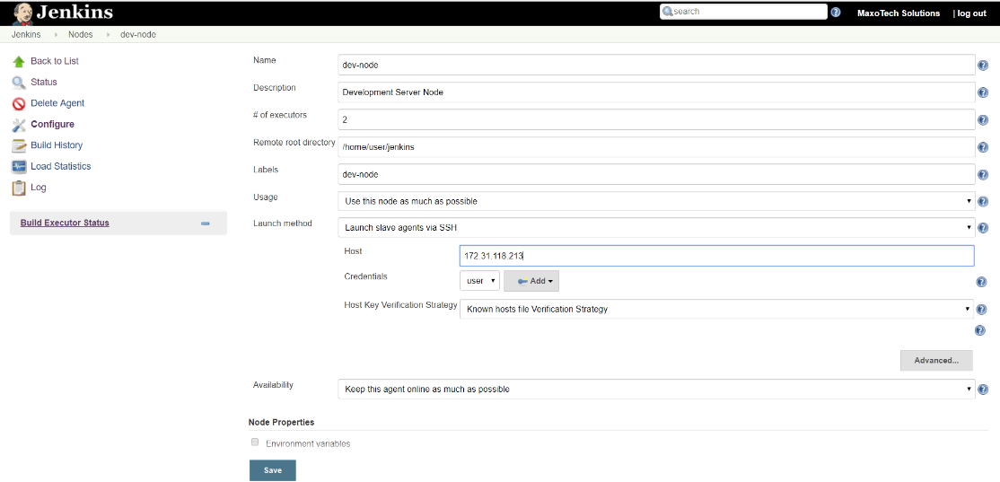 Jenkins
search
MaxoTech Solutions
| log out
Jenkins
Nodes
dev-node
Back to List
Status
Delete Agent
Configure
Build History
Load Statistics
Log
Build Executor Status
Name
dev-node
Description
Development Server Node
# of executors
2
Remote root directory
/home/user/jenkins
Labels
dev-node
Usage
Use this node as much as possible
Launch method
Launch slave agents via SSH
Host
172.31.118.213
Credentials
user
Add
Host Key Verification Strategy
Known hosts file Verification Strategy
Advanced...
Availability
Keep this agent online as much as possible
Node Properties
Environment variables
Save